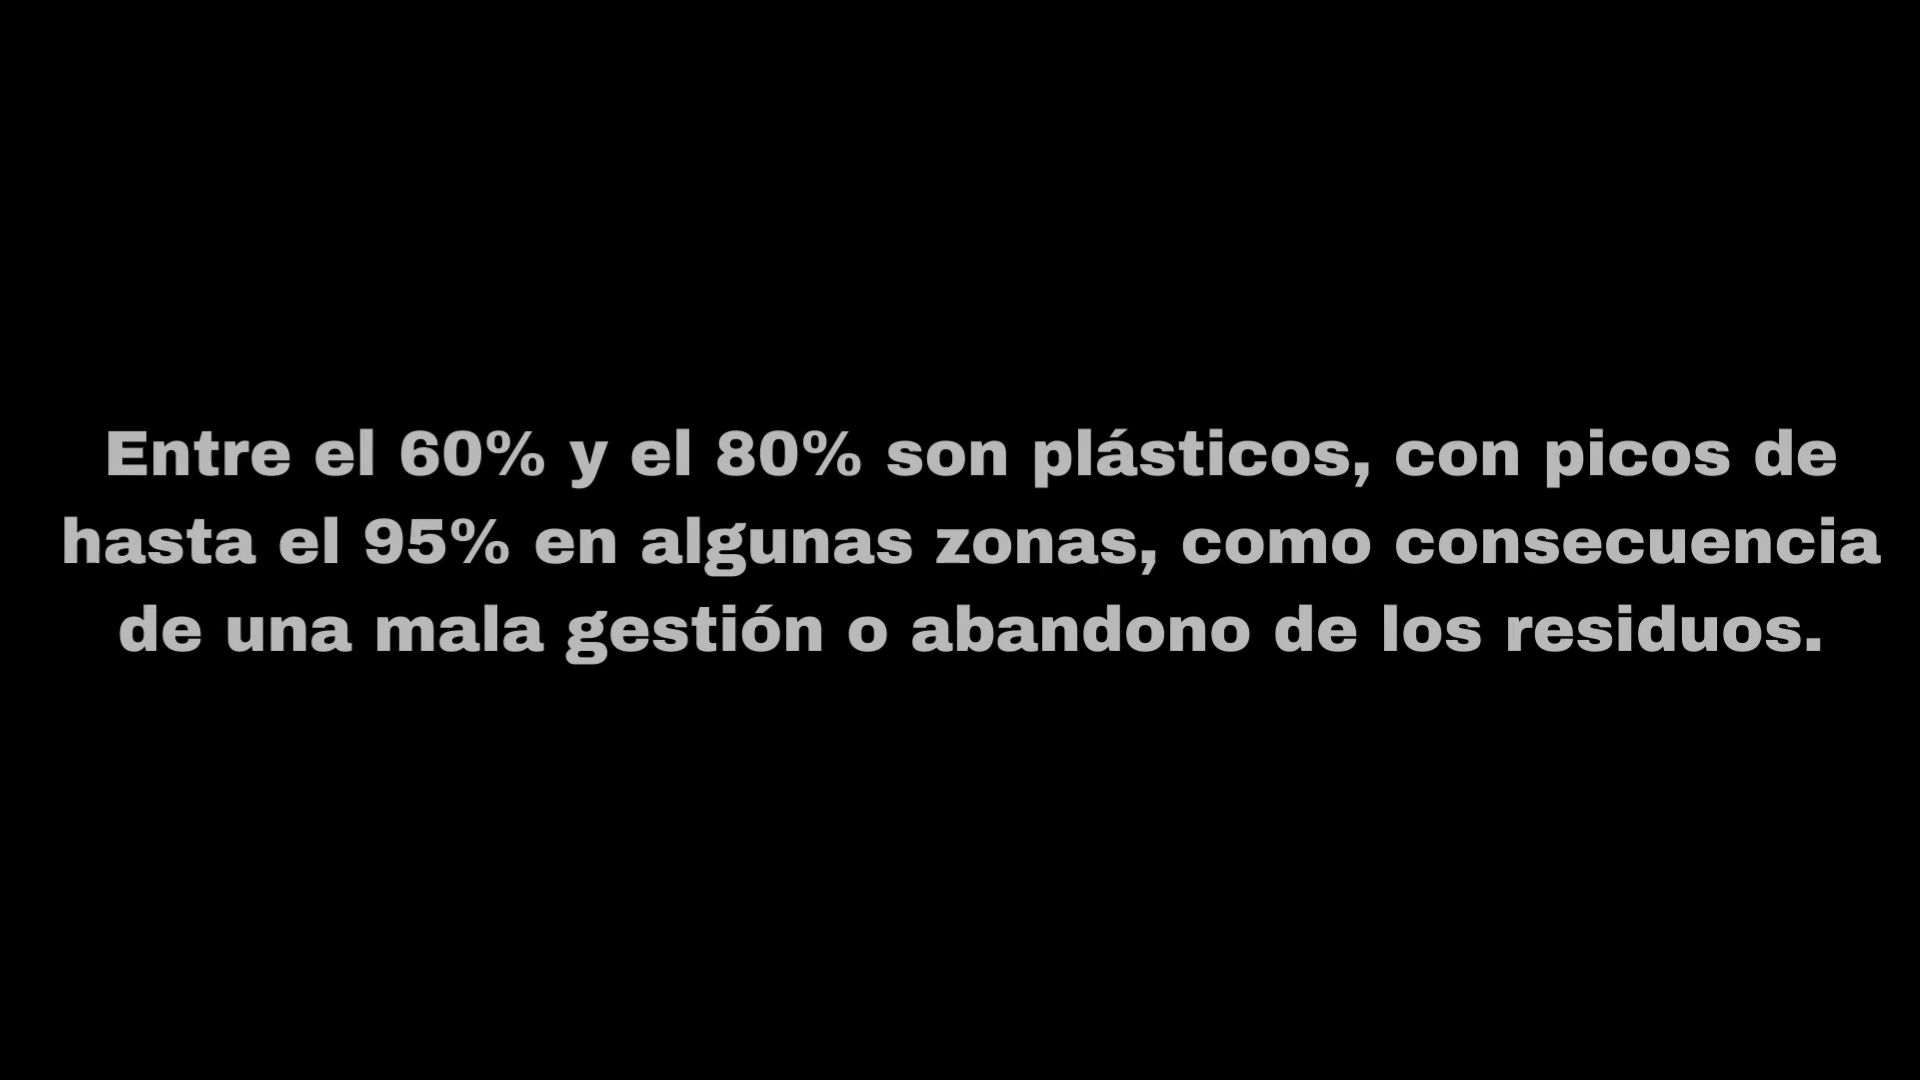 Entre el 60% y el 80% son plásticos, con picos de
hasta el 95% en algunas zonas, como consecuencia
de una mala gestión o abandono de los residuos.